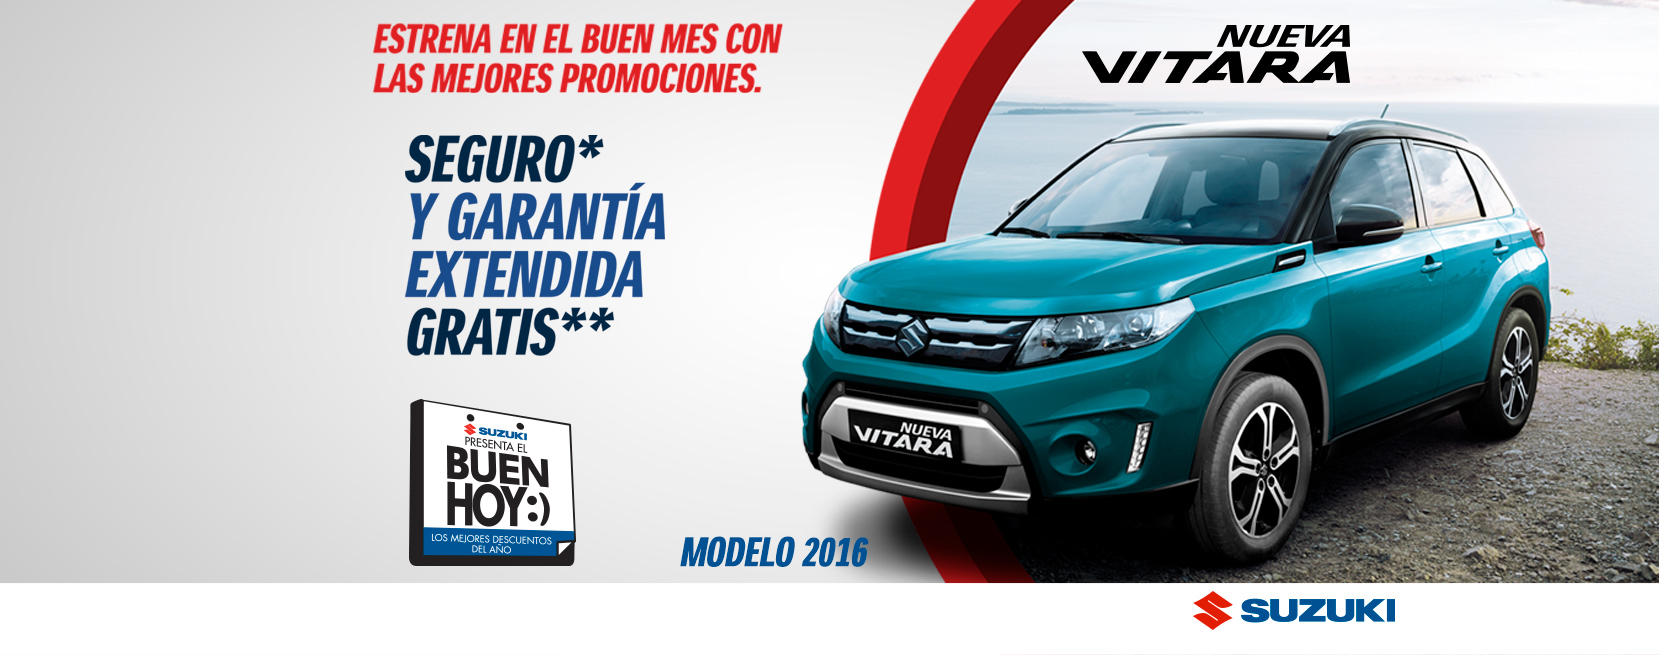 ESTRENA EN EL BUEN MES CON
LAS MEJORES PROMOCIONES.
SEGURO*
Y GARANTÍA
EXTENDIDA
GRATIS**
SUZUKI
PRESENTA EL
BUEN
HOY:)
LOS MEJORES DESCUENTOS
DEL AÑO
MODELO 2016
NUEVA
VITARA
NUEVA
VITARA
SUZUKI